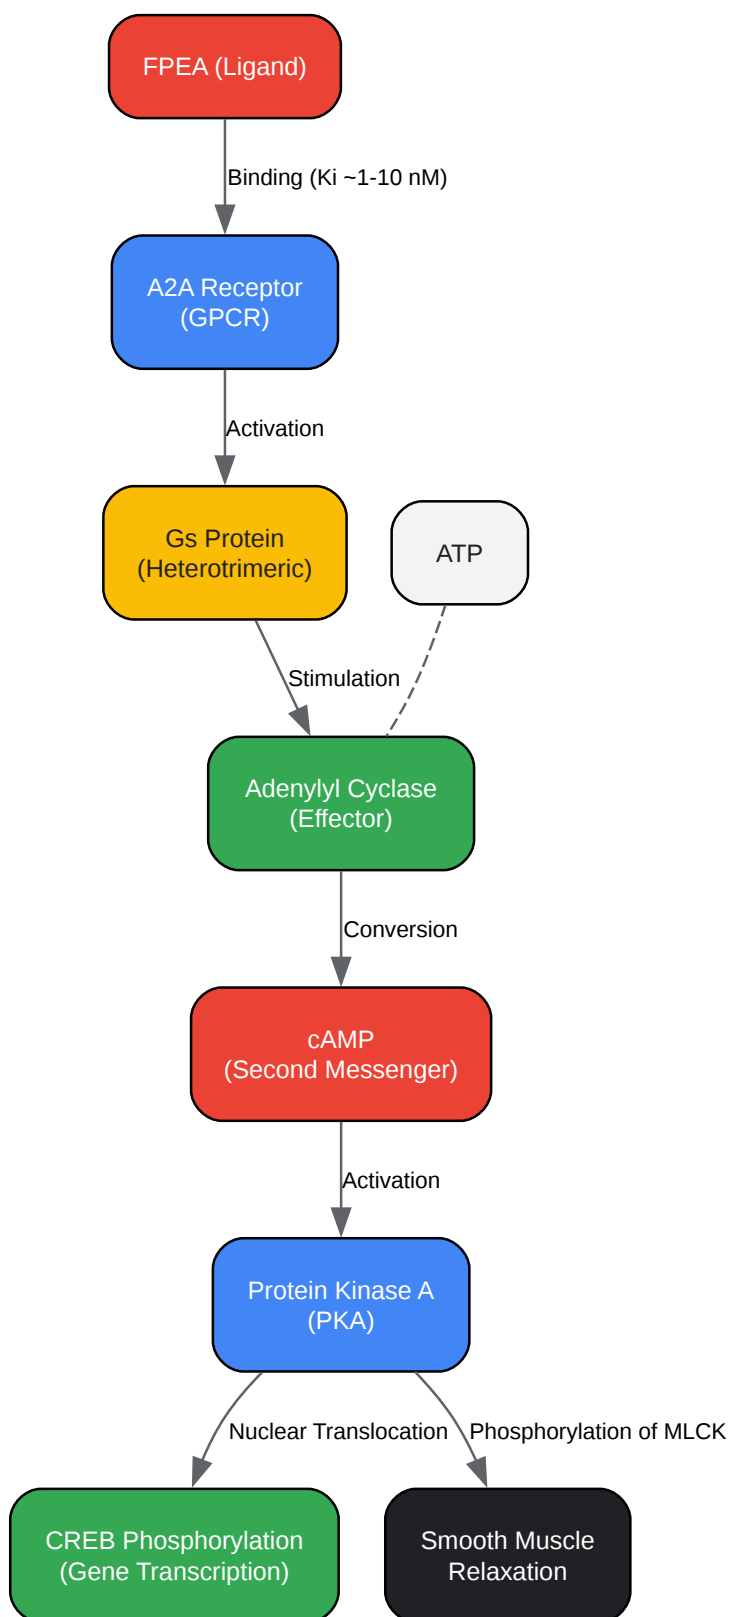 FPEA (Ligand)
Binding (Ki ~1-10 nM)
A2A Receptor
(GPCR)
Activation
Gs Protein
(Heterotrimeric)
ATP
Stimulation
Adenylyl Cyclase
(Effector)
Conversion
cAMP
(Second Messenger)
Activation
Protein Kinase A
(PKA)
Nuclear Translocation
Phosphorylation of MLCK
CREB Phosphorylation
(Gene Transcription)
Smooth Muscle
Relaxation